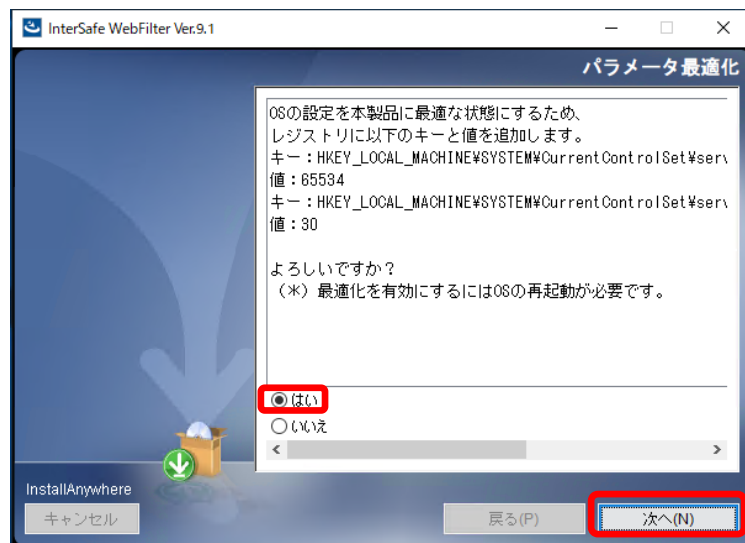 InterSafe WebFilter Ver.9.1
パラメータ最適化
OSの設定を本製品に最適な状態にするため、
レジストリに以下のキーと値を追加します。
キー：HKEY_LOCAL_MACHINE¥SYSTEM¥CurrentControlSet¥serv
値：65534
キー：HKEY_LOCAL_MACHINE¥SYSTEM¥CurrentControlSet¥serv
値：30
よろしいですか？
（＊）最適化を有効にするにはOSの再起動が必要です。
はい
いいえ
InstallAnywhere
キャンセル
戻る(P)
次へ(N)